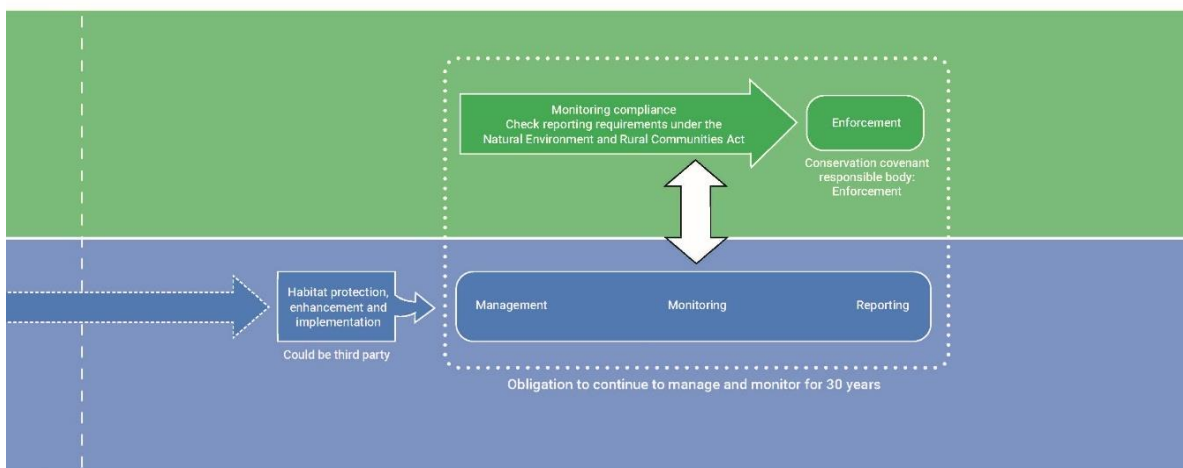 Monitoring compliance
Check reporting requirements under the
Natural Environment and Rural Communities Act
Enforcement
Conservation covenant
responsible body:
Enforcement
Habitat protection,
enhancement and
implementation
Could be third party
Management
Monitoring
Reporting
Obligation to continue to manage and monitor for 30 years